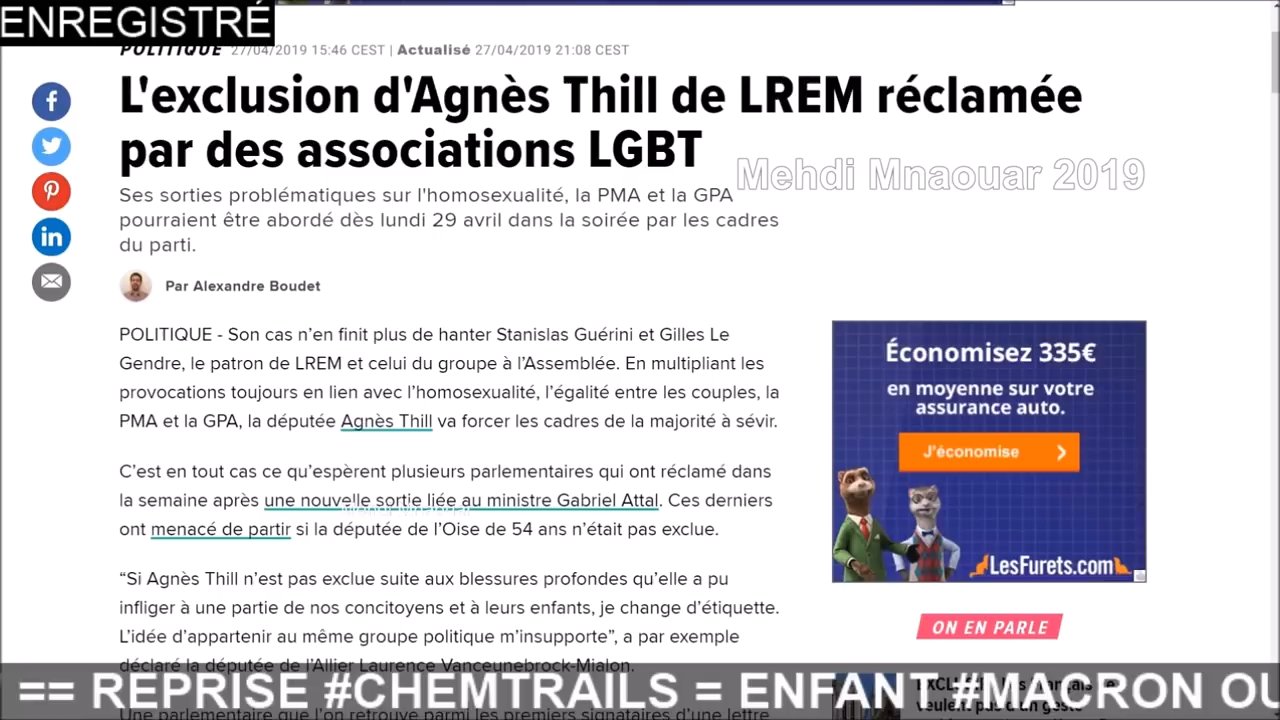 ENREGISTRÉ
POLITIQUE 27/04/2019 15:46 CEST | Actualisé 27/04/2019 21:08 CEST
L'exclusion d'Agnès Thill de LREM réclamée
par des associations LGBT
Mehdi Mnaouar 2019
Ses sorties problématiques sur l'homosexualité, la PMA et la GPA
pourraient être abordé dès lundi 29 avril dans la soirée par les cadres
du parti.
Par Alexandre Boudet
POLITIQUE - Son cas n’en finit plus de hanter Stanislas Guérini et Gilles Le
Gendre, le patron de LREM et celui du groupe à l’Assemblée. En multipliant les
provocations toujours en lien avec l’homosexualité, l’égalité entre les couples, la
PMA et la GPA, la députée Agnès Thill va forcer les cadres de la majorité à sévir.
C’est en tout cas ce qu’espèrent plusieurs parlementaires qui ont réclamé dans
la semaine après une nouvelle sortie liée au ministre Gabriel Attal. Ces derniers
ont menacé de partir si la députée de l’Oise de 54 ans n’était pas exclue.
“Si Agnès Thill n’est pas exclue suite aux blessures profondes qu’elle a pu
infliger à une partie de nos concitoyens et à leurs enfants, je change d’étiquette.
L’idée d’appartenir au même groupe politique m’insupporte”, a par exemple
déclaré la députée de l’Allier Laurence Vanceunebrock-Mialon.
Une parlementaire que l’on retrouve parmi les premiers signataires d’une lettre
Économisez 335€
en moyenne sur votre
assurance auto.
J’économise
LesFurets.com
ON EN PARLE
veulent pas d'un geste
== REPRISE #CHEMTRAILS = ENFANT #MACRON OU